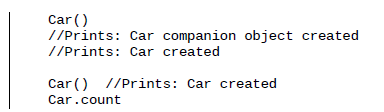 Car()
//Prints: Car companion object created
//Prints: Car created
Car()  //Prints: Car created
Car.count